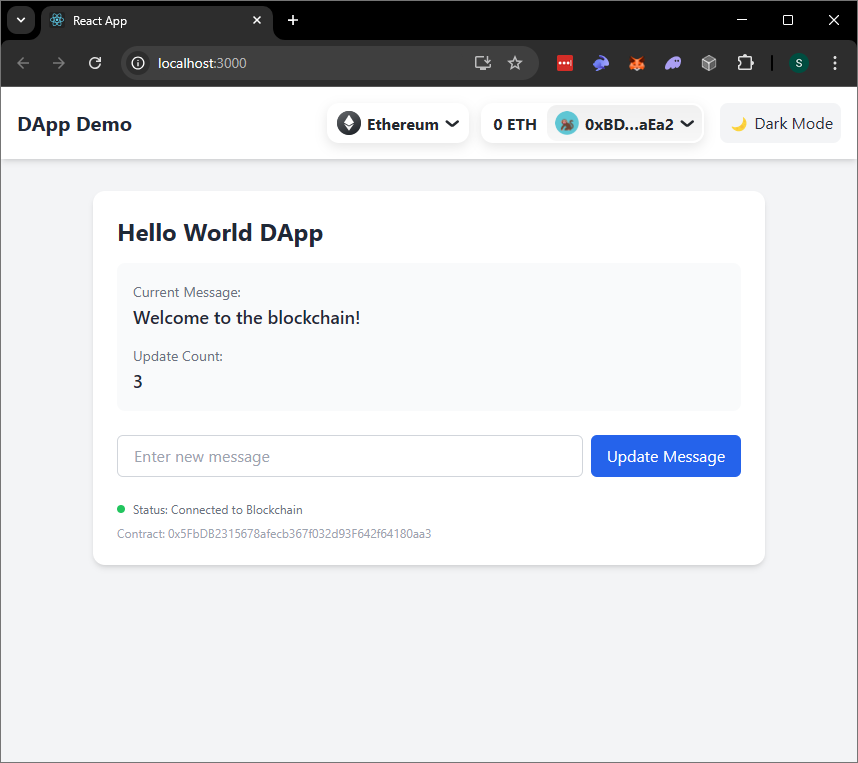 React App
localhost:3000
S
DApp Demo
Ethereum
0 ETH
0xBD...aEa2
Dark Mode
Hello World DApp
Current Message:
Welcome to the blockchain!
Update Count:
3
Enter new message
Update Message
Status: Connected to Blockchain
Contract: 0x5FbDB2315678afecb367f032d93F642f64180aa3